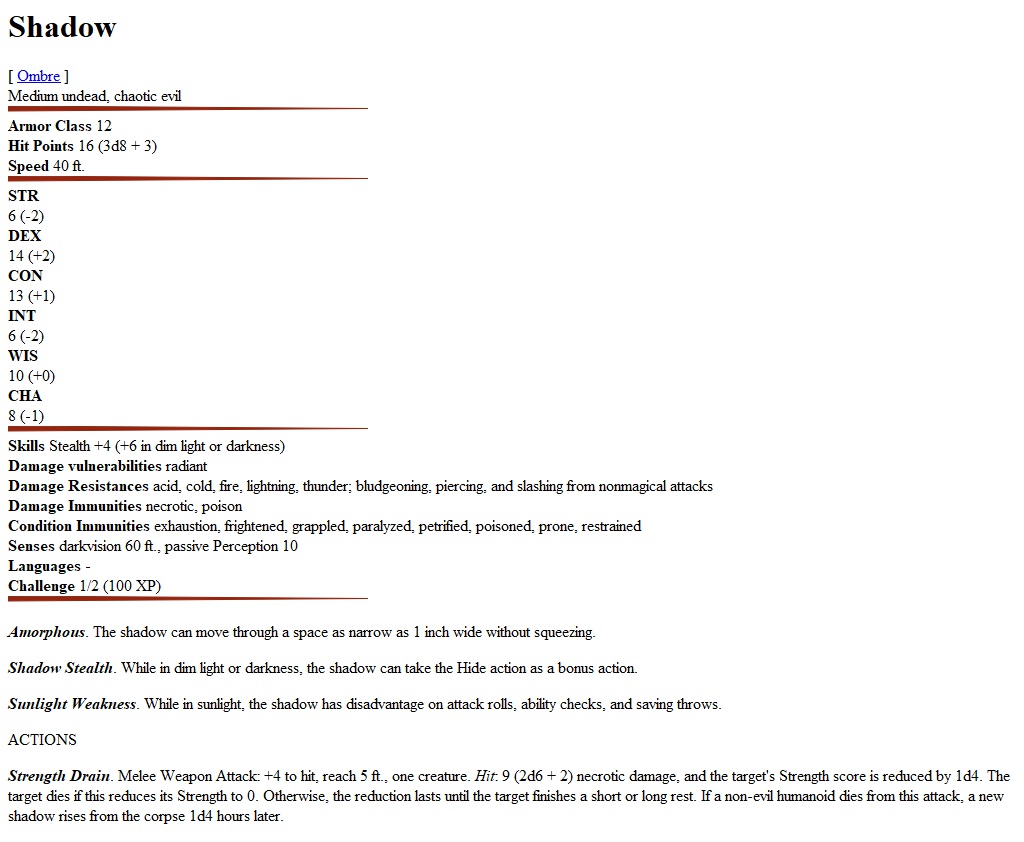 Shadow
[ Ombre ]
Medium undead, chaotic evil
Armor Class 12
Hit Points 16 (3d8 + 3)
Speed 40 ft.
STR
6 (-2)
DEX
14 (+2)
CON
13 (+1)
INT
6 (-2)
WIS
10 (+0)
CHA
8 (-1)
Skills Stealth +4 (+6 in dim light or darkness)
Damage vulnerabilities radiant
Damage Resistances acid, cold, fire, lightning, thunder; bludgeoning, piercing, and slashing from nonmagical attacks
Damage Immunities necrotic, poison
Condition Immunities exhaustion, frightened, grappled, paralyzed, petrified, poisoned, prone, restrained
Senses darkvision 60 ft., passive Perception 10
Languages -
Challenge 1/2 (100 XP)
Amorphous. The shadow can move through a space as narrow as 1 inch wide without squeezing.
Shadow Stealth. While in dim light or darkness, the shadow can take the Hide action as a bonus action.
Sunlight Weakness. While in sunlight, the shadow has disadvantage on attack rolls, ability checks, and saving throws.
ACTIONS
Strength Drain. Melee Weapon Attack: +4 to hit, reach 5 ft., one creature. Hit: 9 (2d6 + 2) necrotic damage, and the target's Strength score is reduced by 1d4. The
target dies if this reduces its Strength to 0. Otherwise, the reduction lasts until the target finishes a short or long rest. If a non-evil humanoid dies from this attack, a new
shadow rises from the corpse 1d4 hours later.